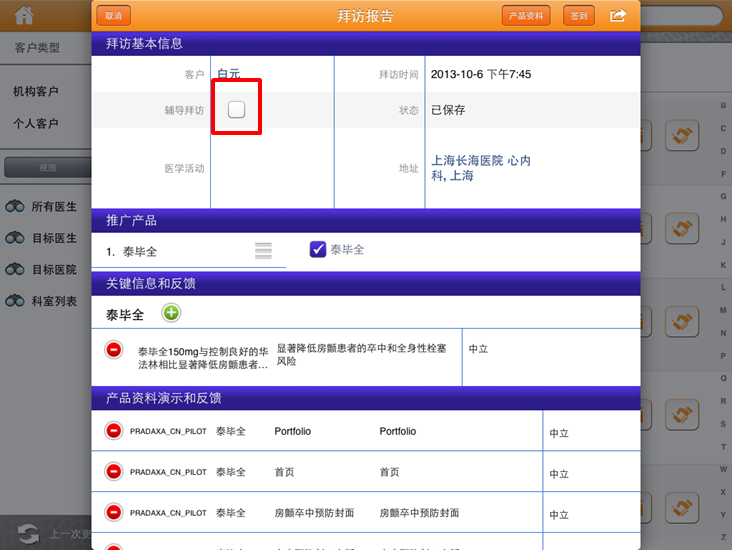 取消
拜访报告
产品资料
签到
客户类型
机构客户
个人客户
视图
所有医生
目标医生
目标医院
科室列表
上一次更
拜访基本信息
客户 白元 拜访时间 2013-10-6 下午7:45
辅导拜访 状态 已保存
医学活动 地址 上海长海医院 心内
科, 上海
推广产品
1. 泰毕全 泰毕全
关键信息和反馈
泰毕全
泰毕全150mg与控制良好的华
法林相比显著降低房颤患者...
显著降低房颤患者的卒中和全身性栓塞
风险
中立
产品资料演示和反馈
PRADAXA_CN_PILOT 泰毕全 Portfolio Portfolio 中立
PRADAXA_CN_PILOT 泰毕全 首页 首页 中立
PRADAXA_CN_PILOT 泰毕全 房颤卒中预防封面 房颤卒中预防封面 中立
B
C
D
F
G
H
J
K
L
M
N
P
Q
R
S
T
W
X
Y
Z